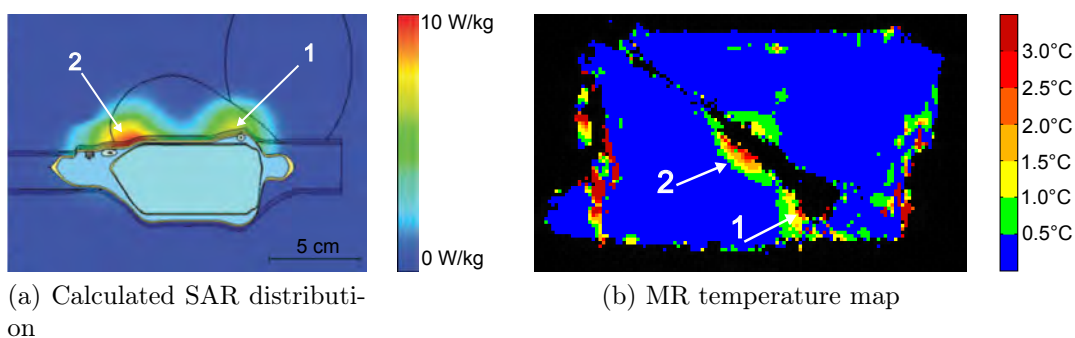 2
1
10 W/kg
0 W/kg
5 cm
2
1
3.0°C
2.5°C
2.0°C
1.5°C
1.0°C
0.5°C
(a) Calculated SAR distributi-
on
(b) MR temperature map